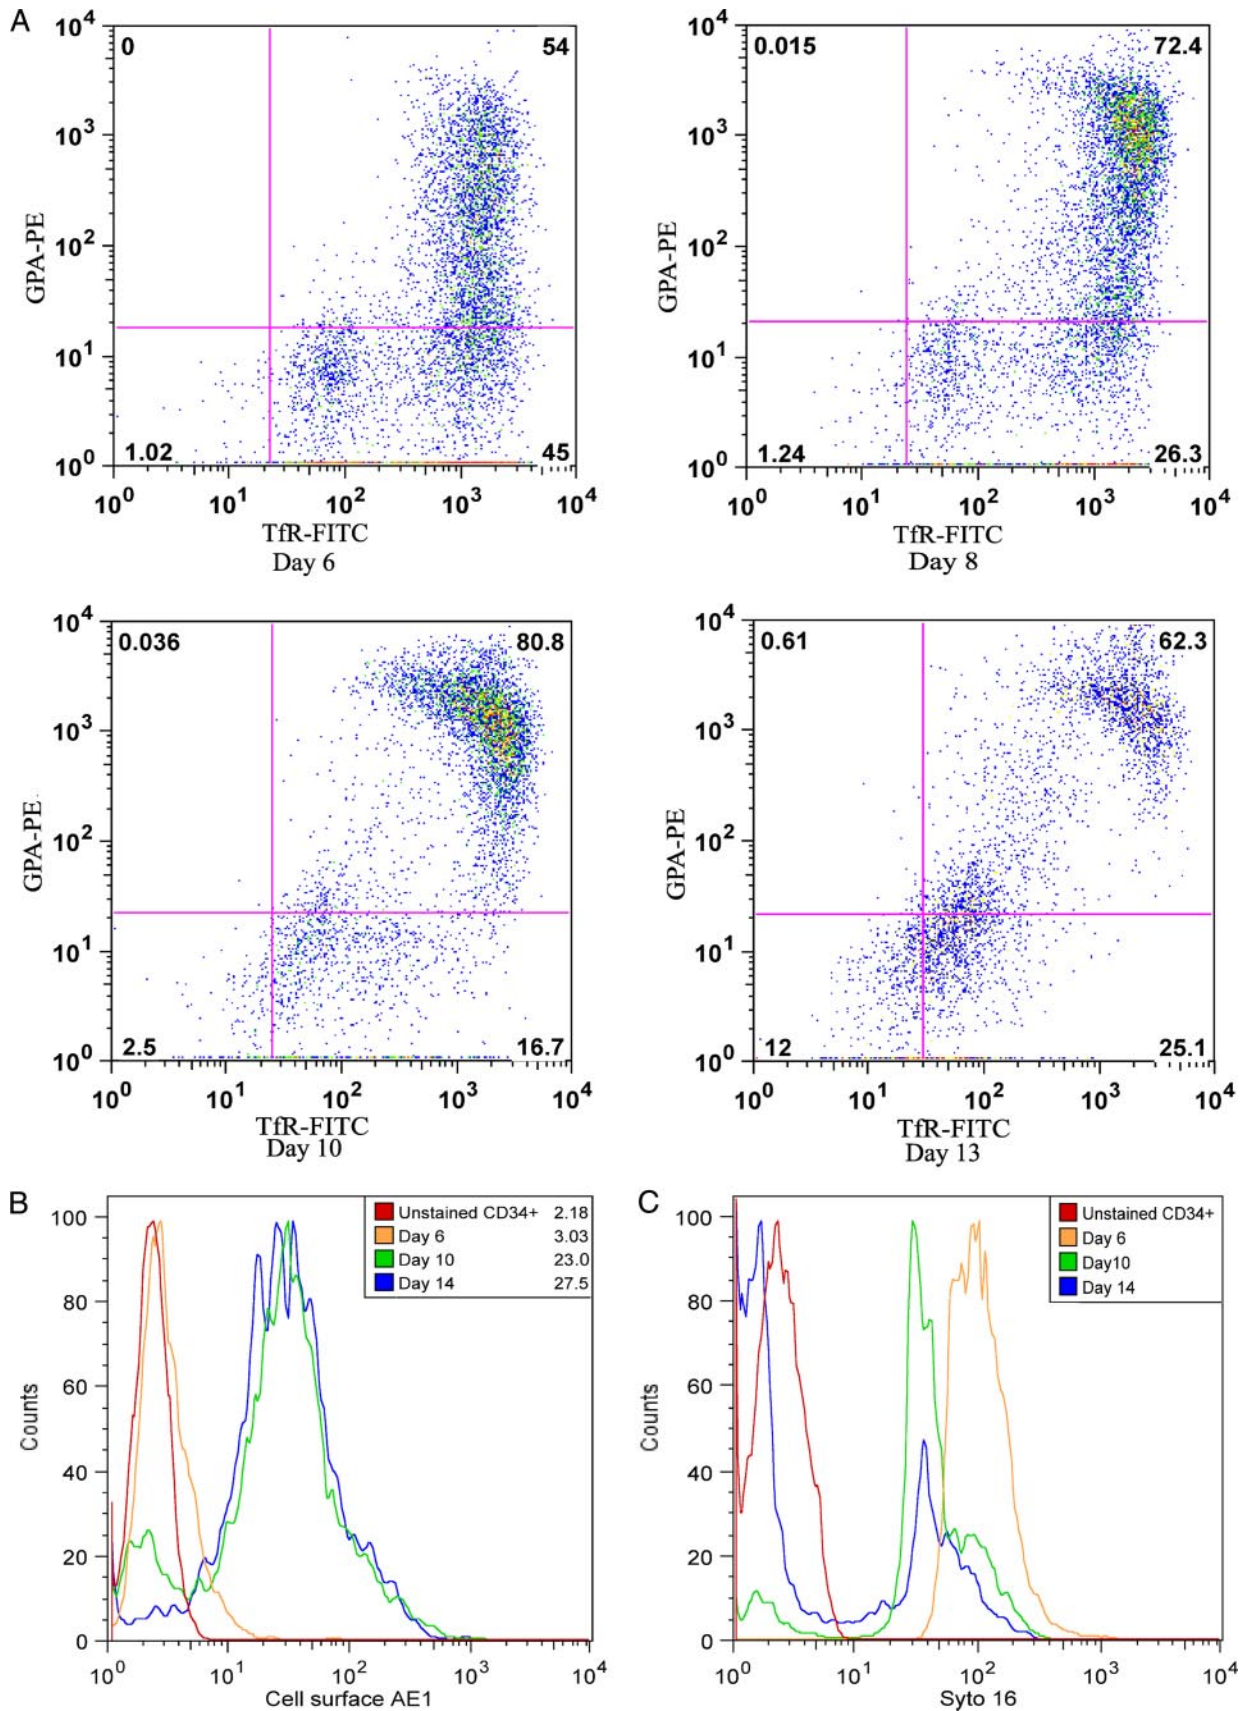 A
10⁴
0
54
10³
GPA-PE
10²
10¹
10⁰
1.02
45
10⁰ 10¹ 10² 10³ 10⁴
TfR-FITC
Day 6
10⁴
0.015
72.4
10³
GPA-PE
10²
10¹
10⁰
1.24
26.3
10⁰ 10¹ 10² 10³ 10⁴
TfR-FITC
Day 8
10⁴
0.036
80.8
10³
GPA-PE
10²
10¹
10⁰
2.5
16.7
10⁰ 10¹ 10² 10³ 10⁴
TfR-FITC
Day 10
10⁴
0.61
62.3
10³
GPA-PE
10²
10¹
10⁰
12
25.1
10⁰ 10¹ 10² 10³ 10⁴
TfR-FITC
Day 13
B
Unstained CD34+ 2.18
Day 6 3.03
Day 10 23.0
Day 14 27.5
100
80
60
Counts
40
20
0
10⁰ 10¹ 10² 10³ 10⁴
Cell surface AE1
C
Unstained CD34+
Day 6
Day10
Day 14
100
80
60
Counts
40
20
0
10⁰ 10¹ 10² 10³ 10⁴
Syto 16